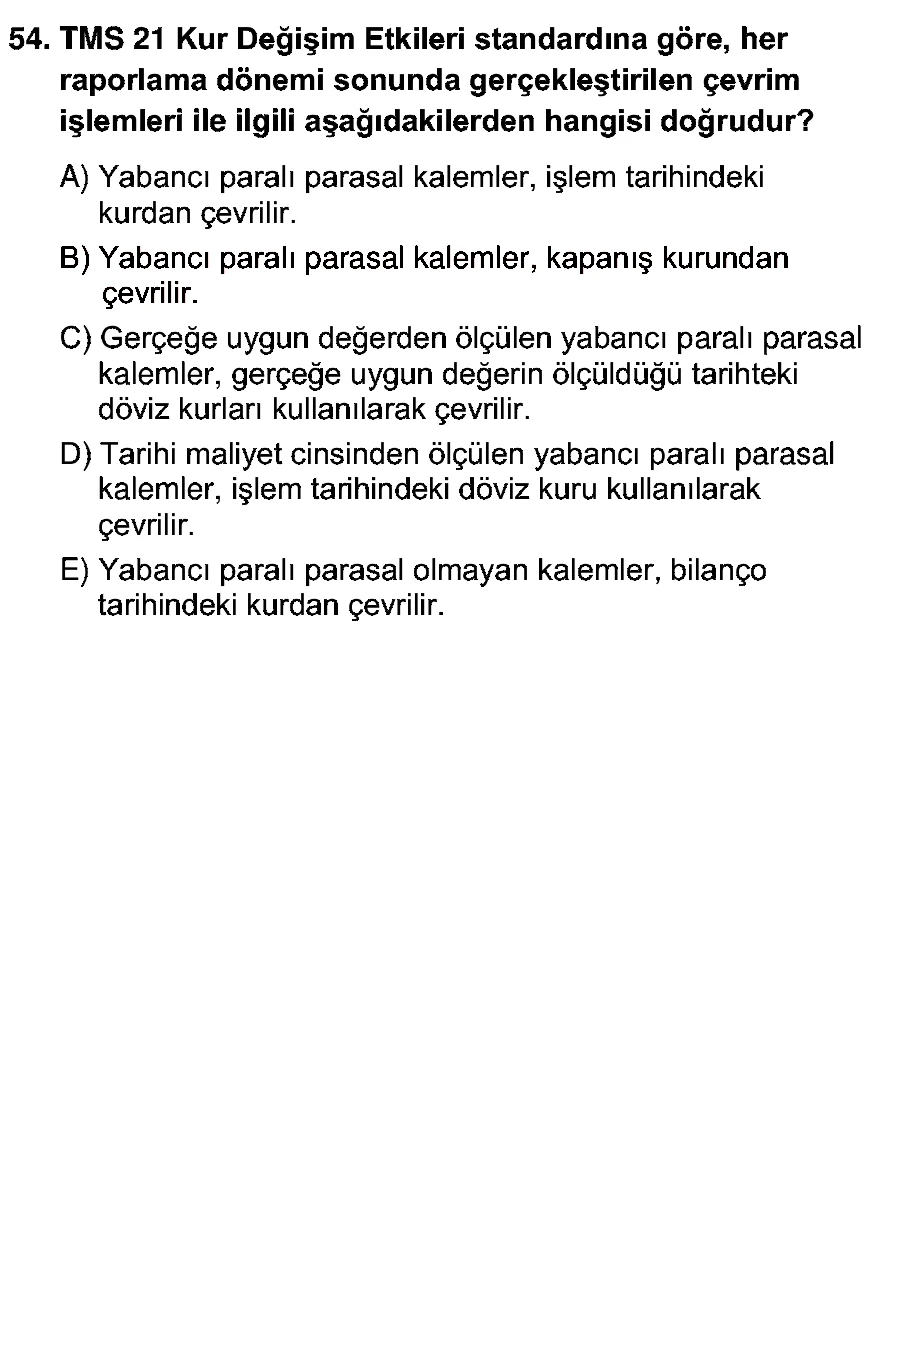 54. TMS 21 Kur Değişim Etkileri standardına göre, her
raporlama dönemi sonunda gerçekleştirilen çevrim
işlemleri ile ilgili aşağıdakilerden hangisi doğrudur?
A) Yabancı paralı parasal kalemler, işlem tarihindeki
kurdan çevrilir.
B) Yabancı paralı parasal kalemler, kapanış kurundan
çevrilir.
C) Gerçeğe uygun değerden ölçülen yabancı paralı parasal
kalemler, gerçeğe uygun değerin ölçüldüğü tarihteki
döviz kurları kullanılarak çevrilir.
D) Tarihi maliyet cinsinden ölçülen yabancı paralı parasal
kalemler, işlem tarihindeki döviz kuru kullanılarak
çevrilir.
E) Yabancı paralı parasal olmayan kalemler, bilanço
tarihindeki kurdan çevrilir.